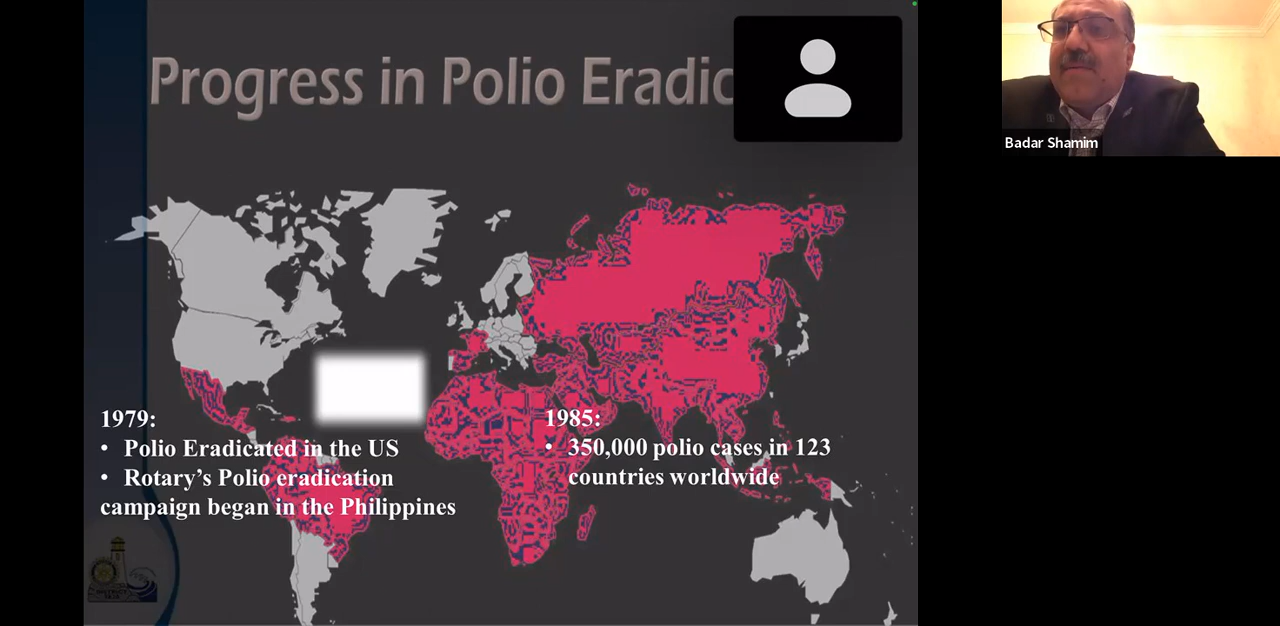 Progress in Polio Eradic
Badar Shamim
1979:
• Polio Eradicated in the US
• Rotary's Polio eradication
campaign began in the Philippines
1985:
• 350,000 polio cases in 123
countries worldwide